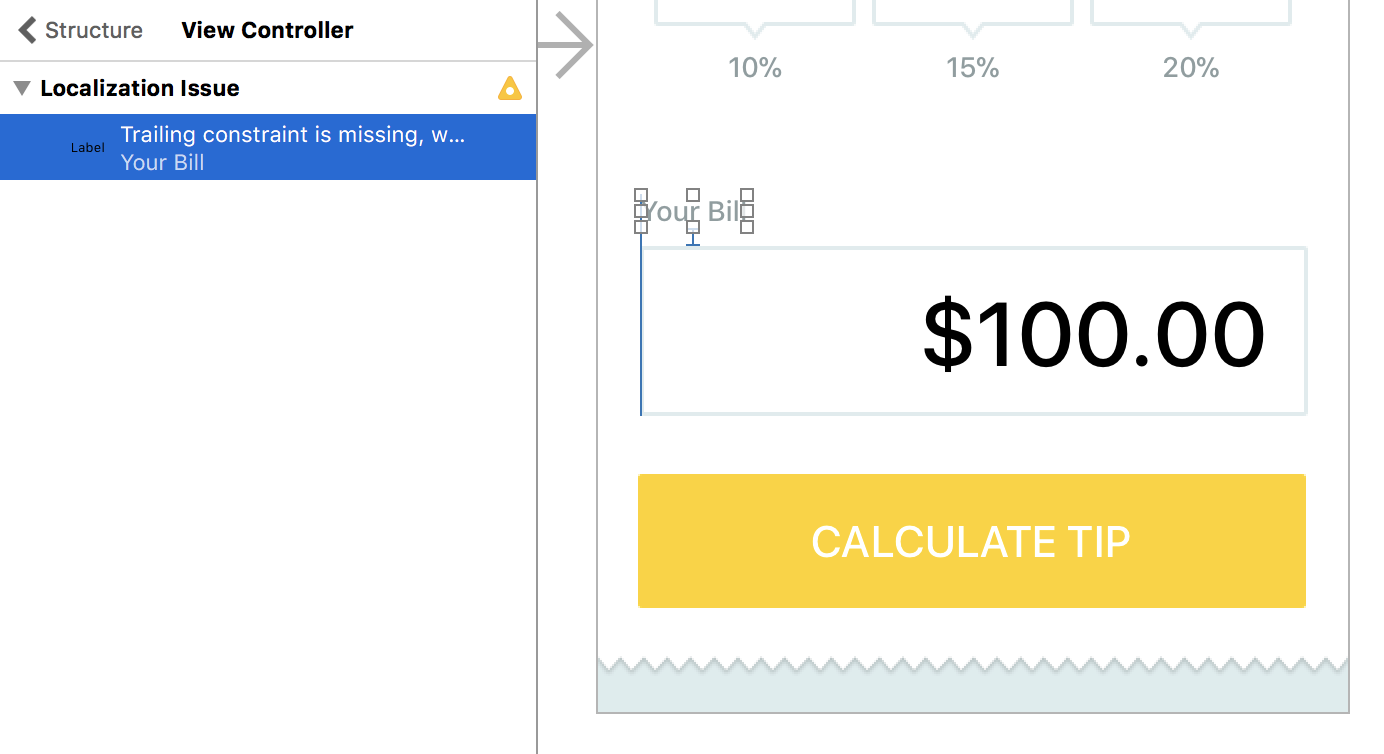 Structure
View Controller
Localization Issue
Label
Trailing constraint is missing, w...
Your Bill
10%
15%
20%
Your Bill
$100.00
CALCULATE TIP